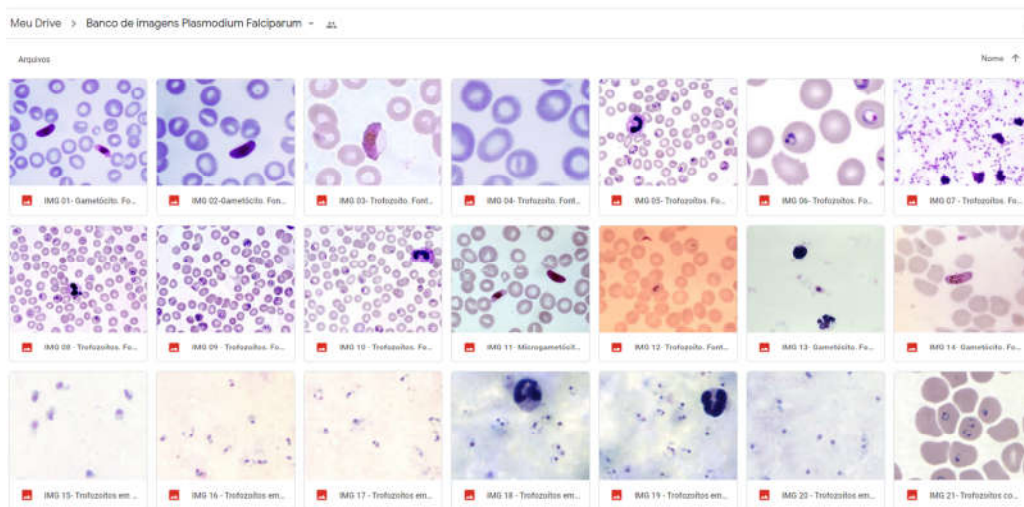 Meu Drive > Banco de imagens Plasmodium Falciparum
Arquivos
Nome
IMG 01- Gametócito. Fo...
IMG 02-Gametócito. Fon...
IMG 03- Trofozoíto. Font...
IMG 04- Trofozoíto. Font...
IMG 05- Trofozoítos. Fo...
IMG 06- Trofozoítos. Fo...
IMG 07 - Trofozoítos. Fo...
IMG 08 - Trofozoítos. Fo...
IMG 09 - Trofozoítos. Fo...
IMG 10 - Trofozoítos. Fo...
IMG 11- Microgametócit...
IMG 12- Trofozoíto. Font...
IMG 13- Gametócito. Fo...
IMG 14- Gametócito. Fo...
IMG 15- Trofozoítos em ...
IMG 16 - Trofozoítos em...
IMG 17 - Trofozoítos em...
IMG 18 - Trofozoítos em...
IMG 19 - Trofozoítos em...
IMG 20 - Trofozoítos em...
IMG 21- Trofozoítos co...